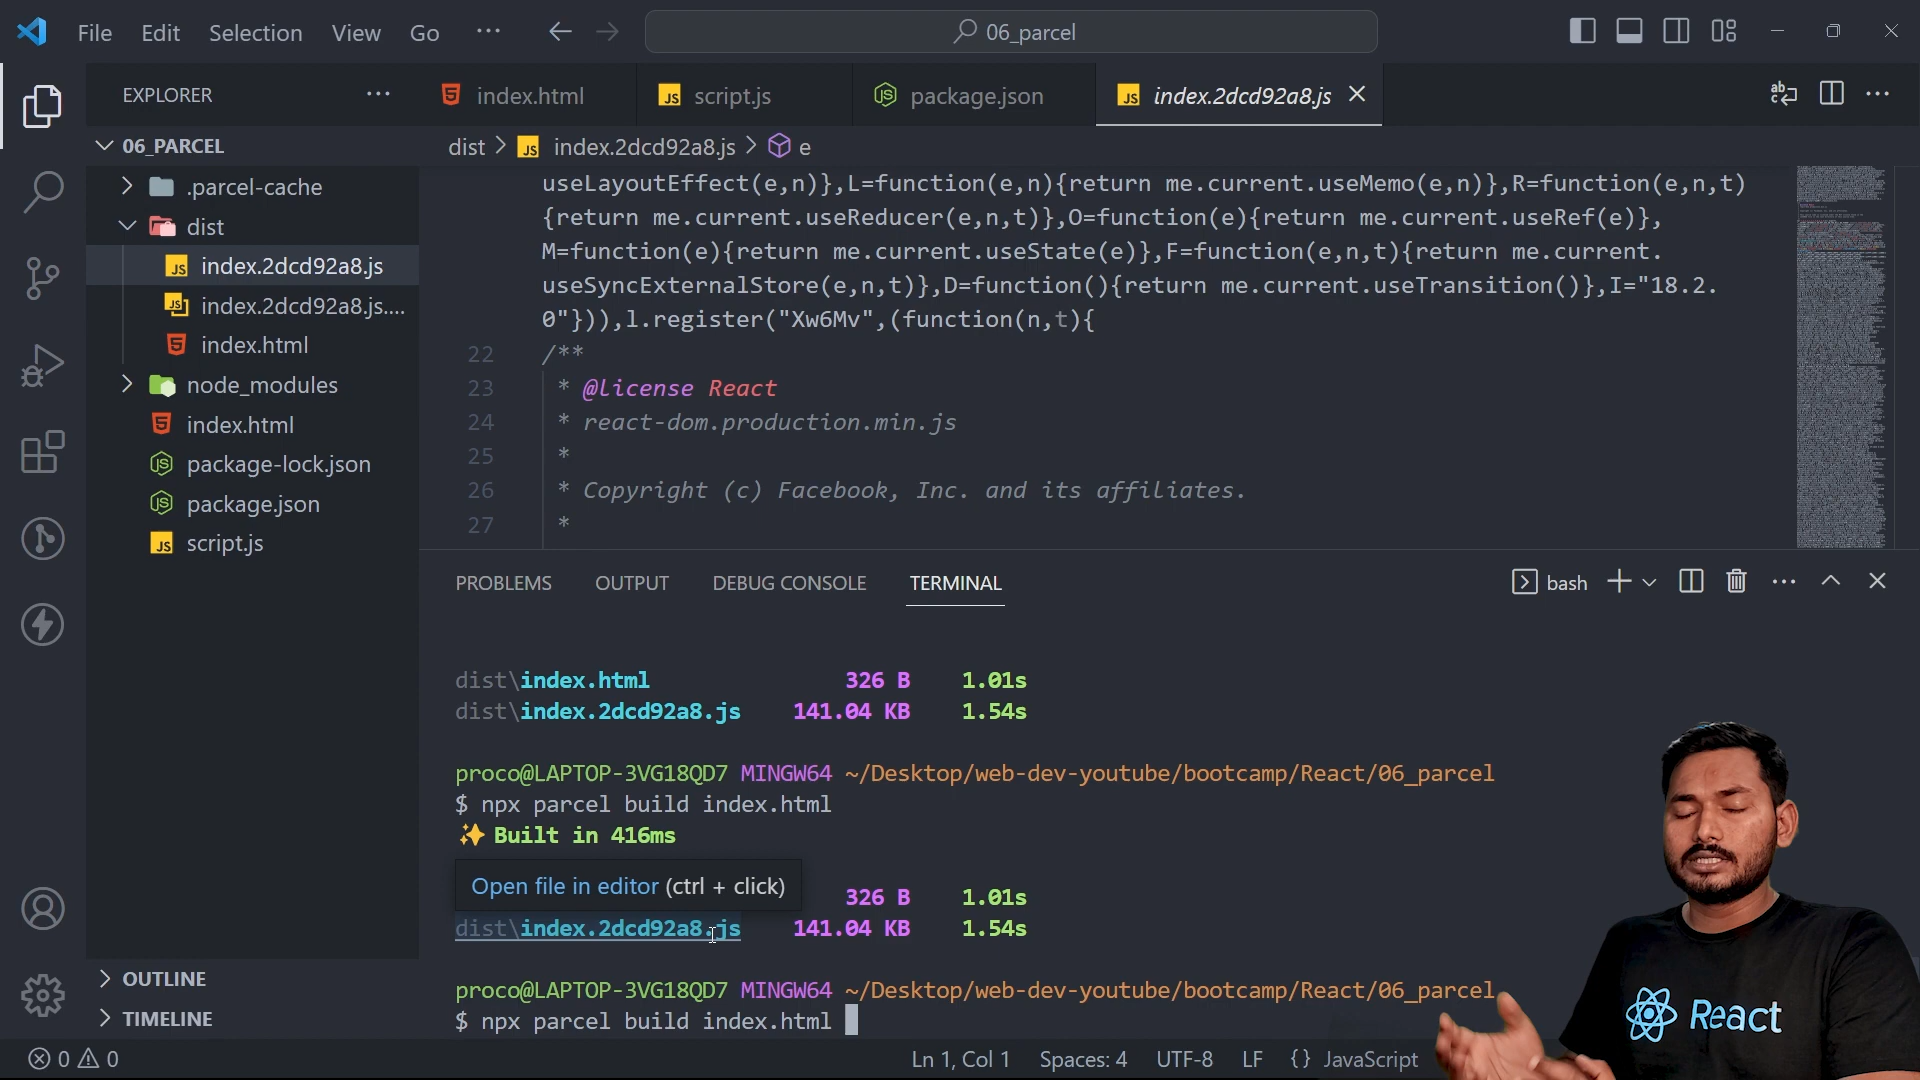 File Edit Selection View Go ··· 06_parcel
EXPLORER ···
index.html script.js package.json index.2dcd92a8.js
06_PARCEL
.parcel-cache
dist
index.2dcd92a8.js
index.2dcd92a8.js....
index.html
node_modules
index.html
package-lock.json
package.json
script.js
OUTLINE
TIMELINE
dist > index.2dcd92a8.js > e
useLayoutEffect(e,n)},L=function(e,n){return me.current.useMemo(e,n)},R=function(e,n,t)
{return me.current.useReducer(e,n,t)},O=function(e){return me.current.useRef(e)},
M=function(e){return me.current.useState(e)},F=function(e,n,t){return me.current.
useSyncExternalStore(e,n,t)},D=function(){return me.current.useTransition()},I="18.2.
0"})),l.register("Xw6Mv",(function(n,t){
22 /**
23 * @license React
24 * react-dom.production.min.js
25 *
26 * Copyright (c) Facebook, Inc. and its affiliates.
27 *
PROBLEMS OUTPUT DEBUG CONSOLE TERMINAL bash
dist\index.html 326 B 1.01s
dist\index.2dcd92a8.js 141.04 KB 1.54s
proco@LAPTOP-3VG18QD7 MINGW64 ~/Desktop/web-dev-youtube/bootcamp/React/06_parcel
$ npx parcel build index.html
✨ Built in 416ms
Open file in editor (ctrl + click)
326 B 1.01s
dist\index.2dcd92a8.js 141.04 KB 1.54s
proco@LAPTOP-3VG18QD7 MINGW64 ~/Desktop/web-dev-youtube/bootcamp/React/06_parcel
$ npx parcel build index.html
React
0 0 Ln 1, Col 1 Spaces: 4 UTF-8 LF {} JavaScript